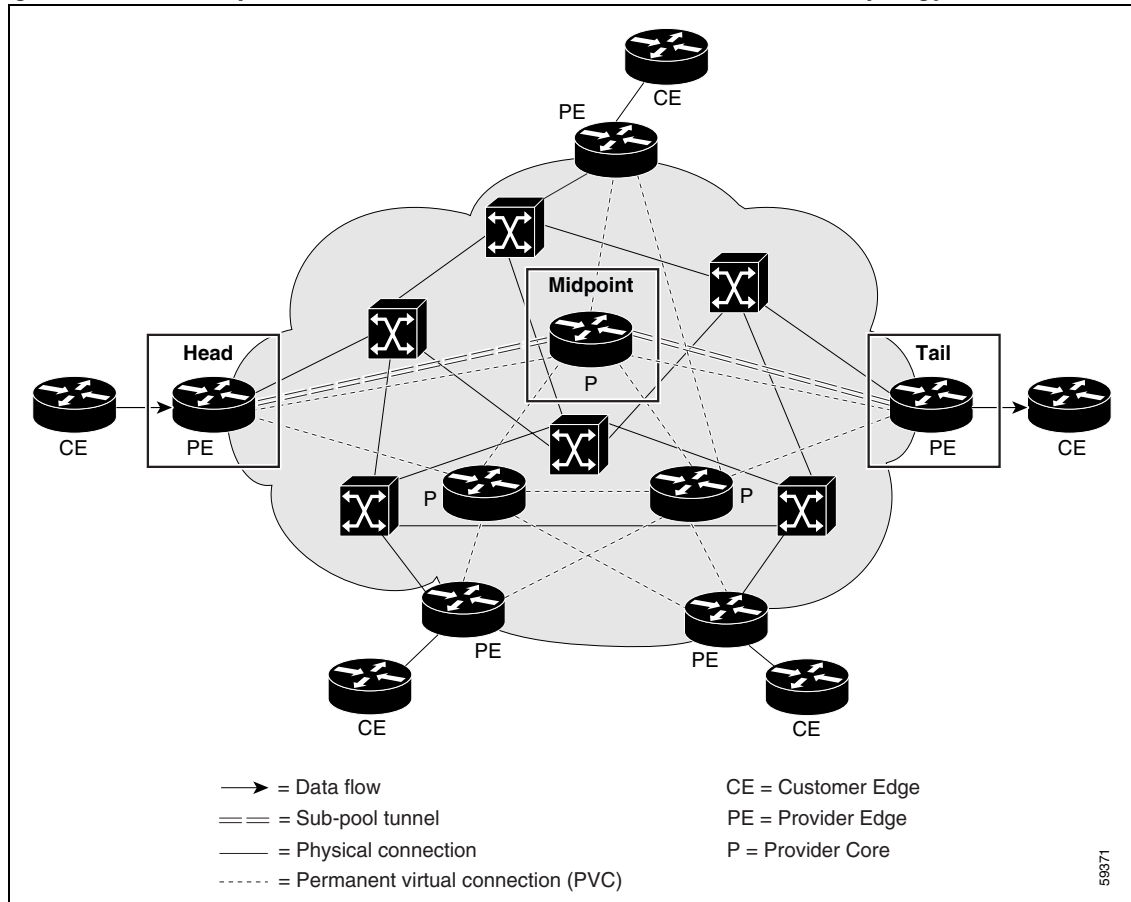 CE
PE
Midpoint
Head
Tail
P
CE
PE
PE
CE
P
P
PE
PE
CE
CE
= Data flow
CE = Customer Edge
= Sub-pool tunnel
PE = Provider Edge
= Physical connection
P = Provider Core
= Permanent virtual connection (PVC)
59371